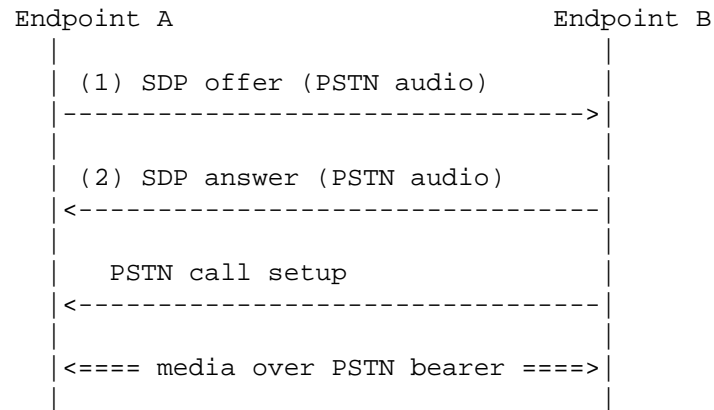 Endpoint A Endpoint B
(1) SDP offer (PSTN audio)
(2) SDP answer (PSTN audio)
PSTN call setup
<==== media over PSTN bearer ====>